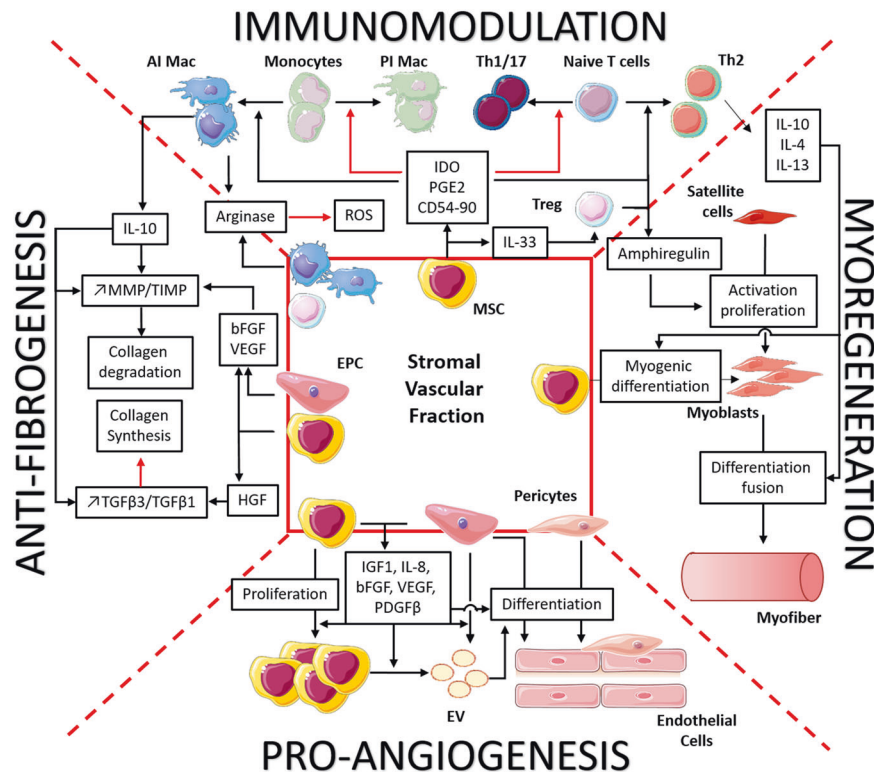 IMMUNOMODULATION
AI Mac
Monocytes
PI Mac
Th1/17
Naive T cells
Th2
IL-10
IL-4
IL-13
IDO
PGE2
CD54-90
Treg
Satellite
cells
Arginase
ROS
IL-10
IL-33
Amphiregulin
MSC
Activation
proliferation
↗MMP/TIMP
bFGF
VEGF
Collagen
degradation
EPC
Stromal
Vascular
Fraction
Myogenic
differentiation
Myoblasts
Collagen
Synthesis
Differentiation
fusion
↗TGFβ3/TGFβ1
HGF
Pericytes
ANTI-FIBROGENESIS
MYOREGENERATION
IGF1, IL-8,
bFGF, VEGF,
PDGFβ
Proliferation
Differentiation
Myofiber
EV
Endothelial
Cells
PRO-ANGIOGENESIS